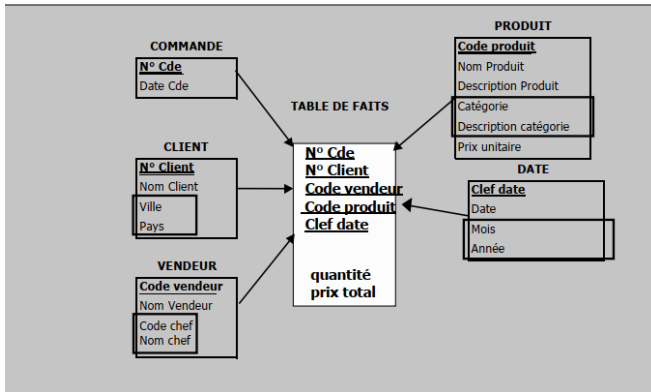 COMMANDE
N° Cde
Date Cde
CLIENT
N° Client
Nom Client
Ville
Pays
VENDEUR
Code vendeur
Nom Vendeur
Code chef
Nom chef
TABLE DE FAITS
N° Cde
N° Client
Code vendeur
Code produit
Clef date
quantité
prix total
PRODUIT
Code produit
Nom Produit
Description Produit
Catégorie
Description catégorie
Prix unitaire
DATE
Clef date
Date
Mois
Année